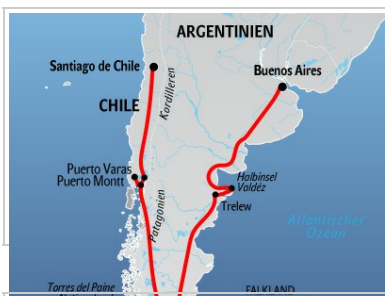 ARGENTINIEN
Santiago de Chile
Buenos Aires
CHILE
Kordilleren
Puerto Varas
Puerto Montt
Halbinsel
Valdéz
Trelew
Patagonien
Atlantischer
Ozean
Torres del Paine
FALKLAND